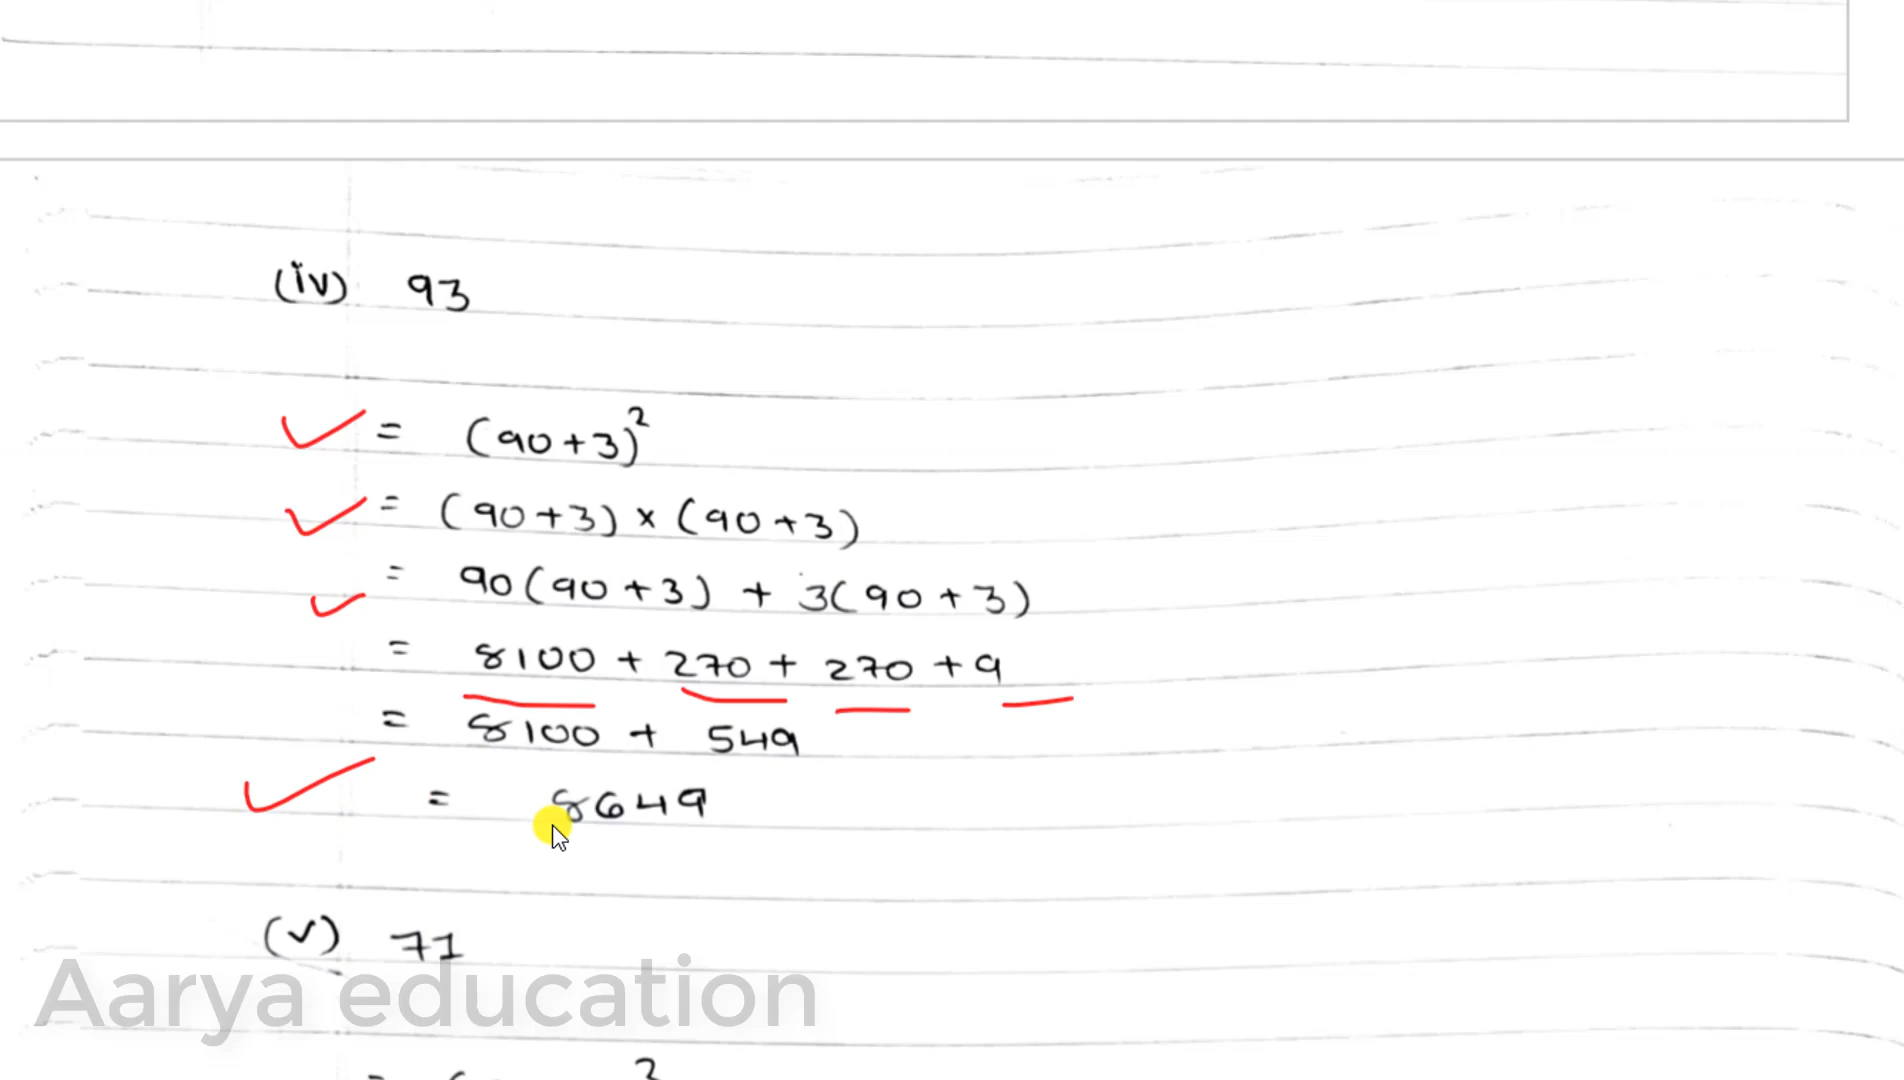 (iv) 93
= (90+3)²
= (90+3) × (90+3)
= 90(90+3) + 3(90+3)
= 8100 + 270 + 270 + 9
= 8100 + 549
= 8649
(v) 71
Aarya education